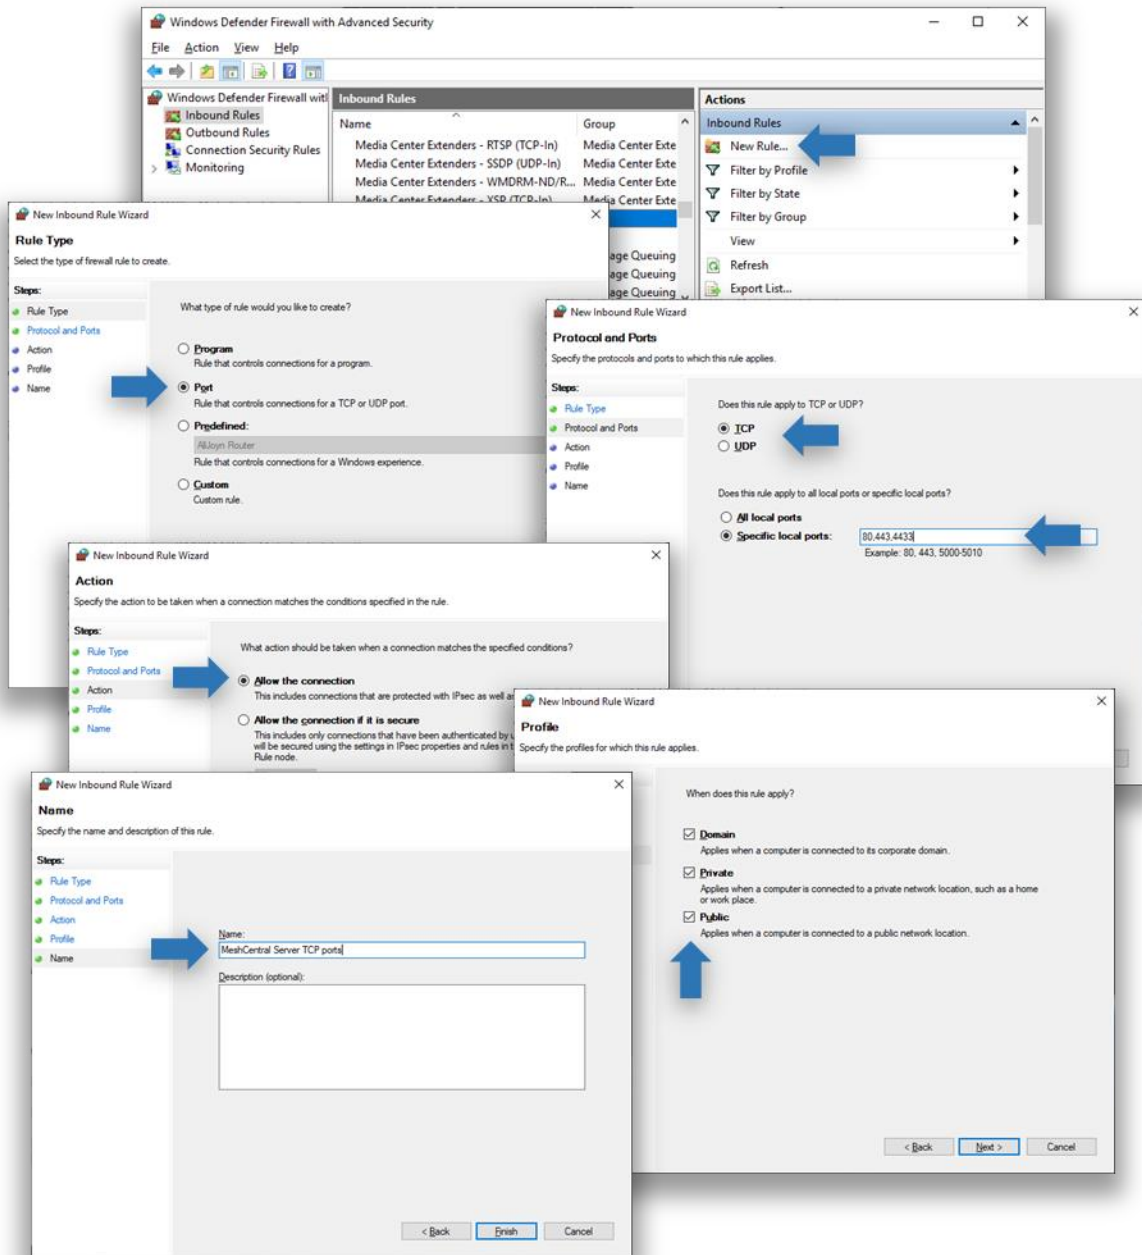 Windows Defender Firewall with Advanced Security
File Action View Help
Windows Defender Firewall witl
Inbound Rules
Outbound Rules
Connection Security Rules
Monitoring
Inbound Rules
Name Group
Media Center Extenders - RTSP (TCP-In) Media Center Exte
Media Center Extenders - SSDP (UDP-In) Media Center Exte
Media Center Extenders - WMDRM-ND/R... Media Center Exte
Media Center Extenders - XSP (TCP-In) Media Center Exte
age Queuing
age Queuing
age Queuing
Actions
Inbound Rules
New Rule...
Filter by Profile
Filter by State
Filter by Group
View
Refresh
Export List...
New Inbound Rule Wizard
Rule Type
Select the type of firewall rule to create.
Steps:
Rule Type
Protocol and Ports
Action
Profile
Name
What type of rule would you like to create?
Program
Rule that controls connections for a program.
Port
Rule that controls connections for a TCP or UDP port.
Predefined:
AllJoyn Router
Rule that controls connections for a Windows experience.
Custom
Custom rule.
New Inbound Rule Wizard
Protocol and Ports
Specify the protocols and ports to which this rule applies.
Steps:
Rule Type
Protocol and Ports
Action
Profile
Name
Does this rule apply to TCP or UDP?
TCP
UDP
Does this rule apply to all local ports or specific local ports?
All local ports
Specific local ports: 80,443,4433
Example: 80, 443, 5000-5010
New Inbound Rule Wizard
Action
Specify the action to be taken when a connection matches the conditions specified in the rule.
Steps:
Rule Type
Protocol and Ports
Action
Profile
Name
What action should be taken when a connection matches the specified conditions?
Allow the connection
This includes connections that are protected with IPsec as well as
Allow the connection if it is secure
This includes only connections that have been authenticated by u
will be secured using the settings in IPsec properties and rules in t
Rule node.
New Inbound Rule Wizard
Profile
Specify the profiles for which this rule applies.
When does this rule apply?
Domain
Applies when a computer is connected to its corporate domain.
Private
Applies when a computer is connected to a private network location, such as a home
or work place.
Public
Applies when a computer is connected to a public network location.
< Back Next > Cancel
New Inbound Rule Wizard
Name
Specify the name and description of this rule.
Steps:
Rule Type
Protocol and Ports
Action
Profile
Name
Name:
MeshCentral Server TCP ports
Description (optional):
< Back Finish Cancel